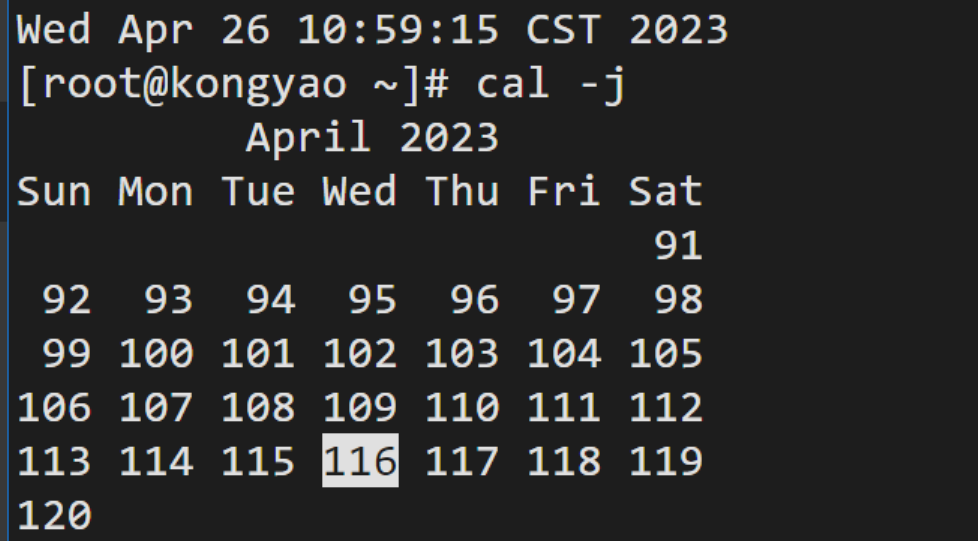 Wed Apr 26 10:59:15 CST 2023
[root@kongyao ~]# cal -j
April 2023
Sun Mon Tue Wed Thu Fri Sat
91
92 93 94 95 96 97 98
99 100 101 102 103 104 105
106 107 108 109 110 111 112
113 114 115 116 117 118 119
120